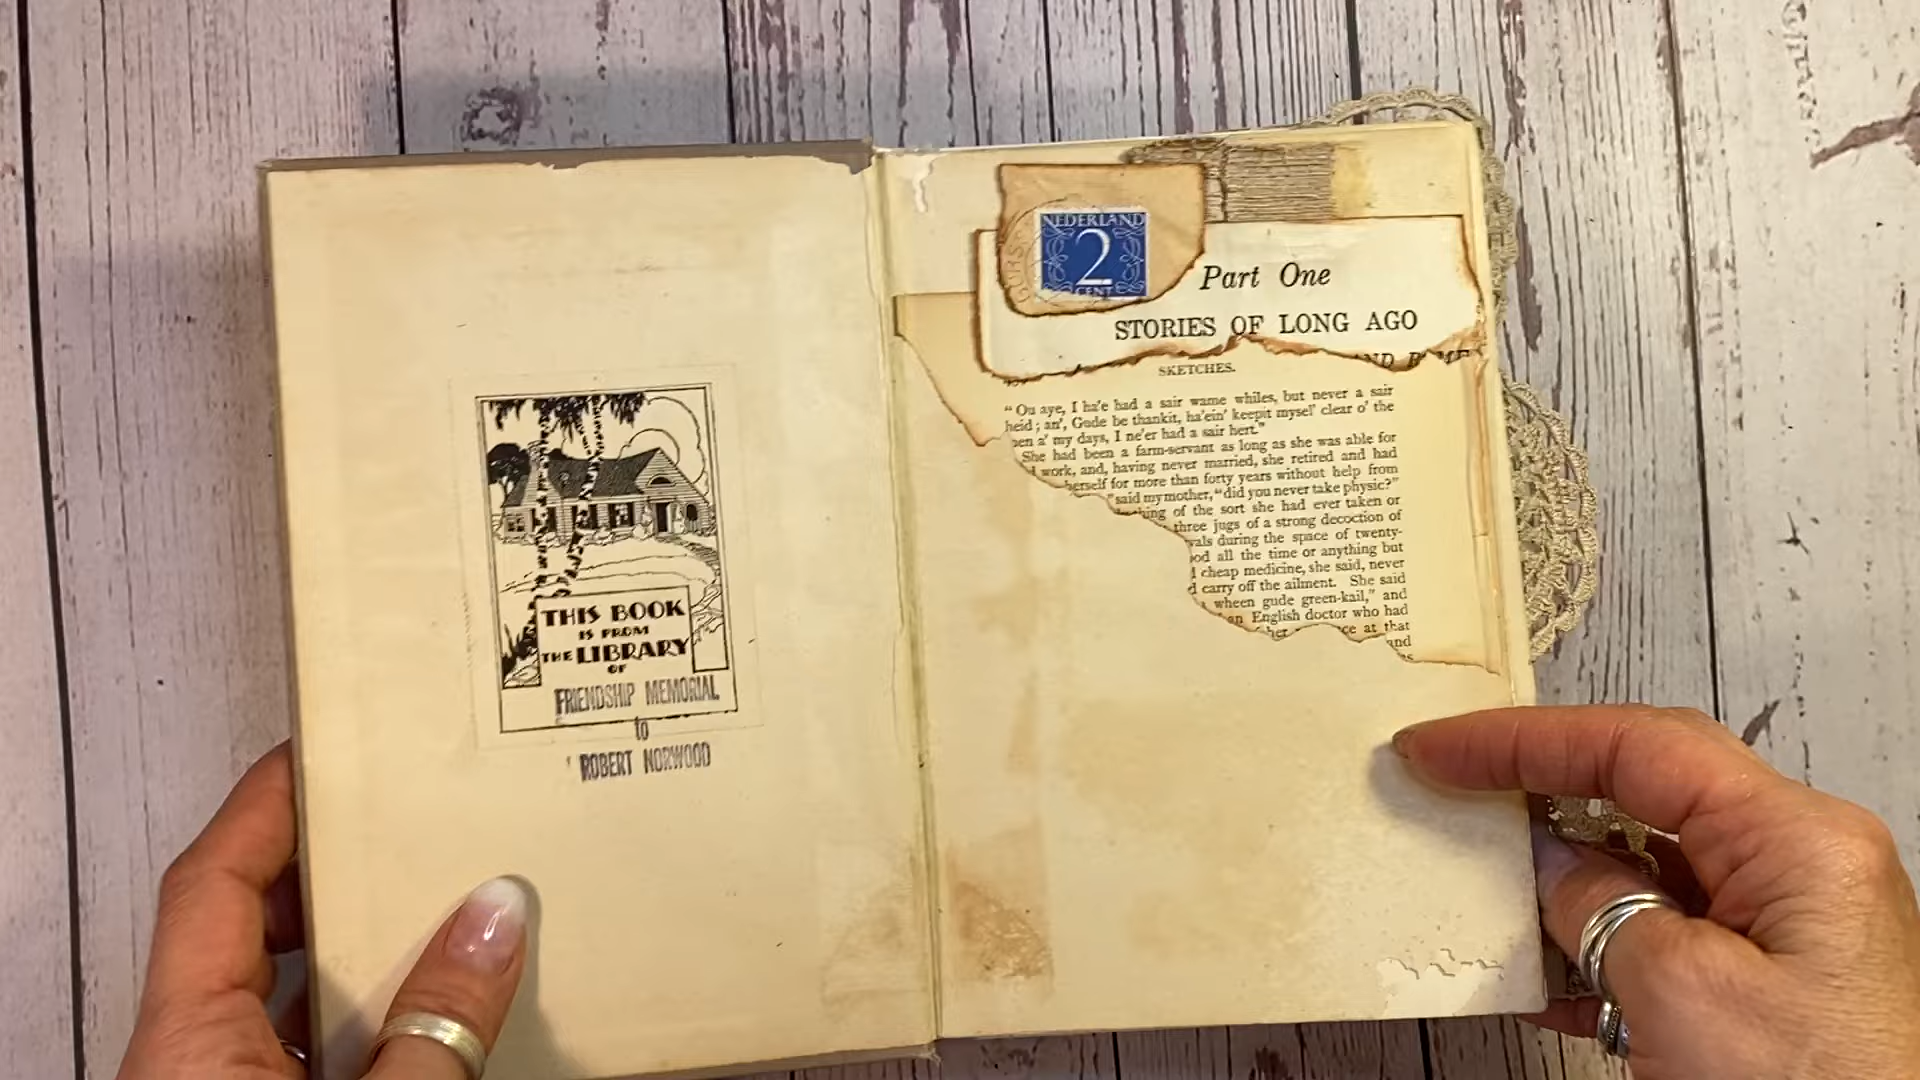 THIS BOOK
IS FROM
THE LIBRARY
OF
FRIENDSHIP MEMORIAL
to
ROBERT NORWOOD
NEDERLAND
2
CENT
Part One
STORIES OF LONG AGO
SKETCHES.
“Ou aye, I ha'e had a sair wame whiles, but never a sair
heid; an', Gude be thankit, ha'ein' keepit mysel' clear o' the
men a' my days, I ne'er had a sair hert.”
She had been a farm-servant as long as she was able for
work, and, having never married, she retired and had
herself for more than forty years without help from
” said my mother, “did you never take physic?”
of the sort she had ever taken or
three jugs of a strong decoction of
during the space of twenty-
all the time or anything but
cheap medicine, she said, never
carry off the ailment. She said
wheen gude green-kail,” and
an English doctor who had
her at that
and